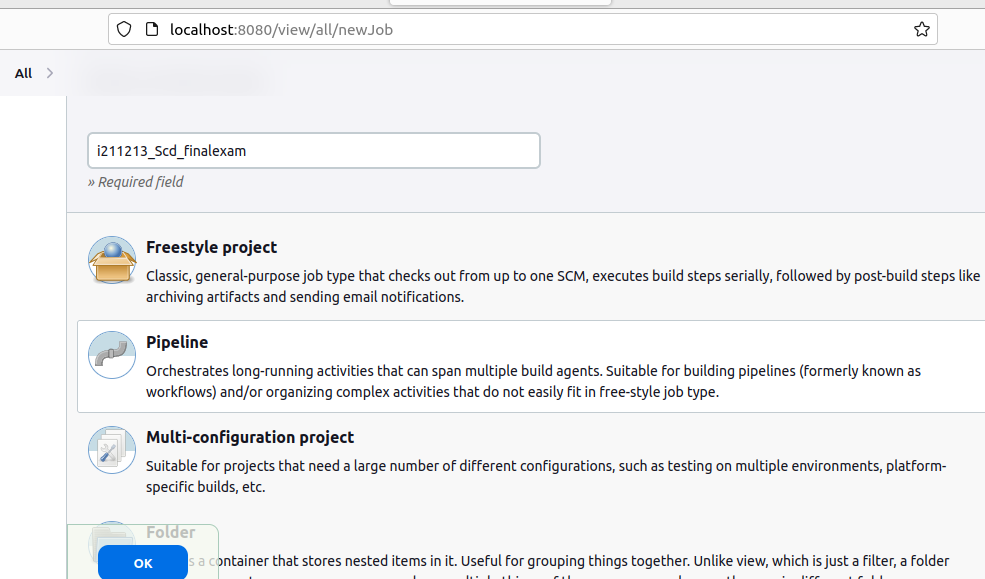 localhost:8080/view/all/newJob
All
i211213_Scd_finalexam
» Required field
Freestyle project
Classic, general-purpose job type that checks out from up to one SCM, executes build steps serially, followed by post-build steps like
archiving artifacts and sending email notifications.
Pipeline
Orchestrates long-running activities that can span multiple build agents. Suitable for building pipelines (formerly known as
workflows) and/or organizing complex activities that do not easily fit in free-style job type.
Multi-configuration project
Suitable for projects that need a large number of different configurations, such as testing on multiple environments, platform-
specific builds, etc.
Folder
s a container that stores nested items in it. Useful for grouping things together. Unlike view, which is just a filter, a folder
OK